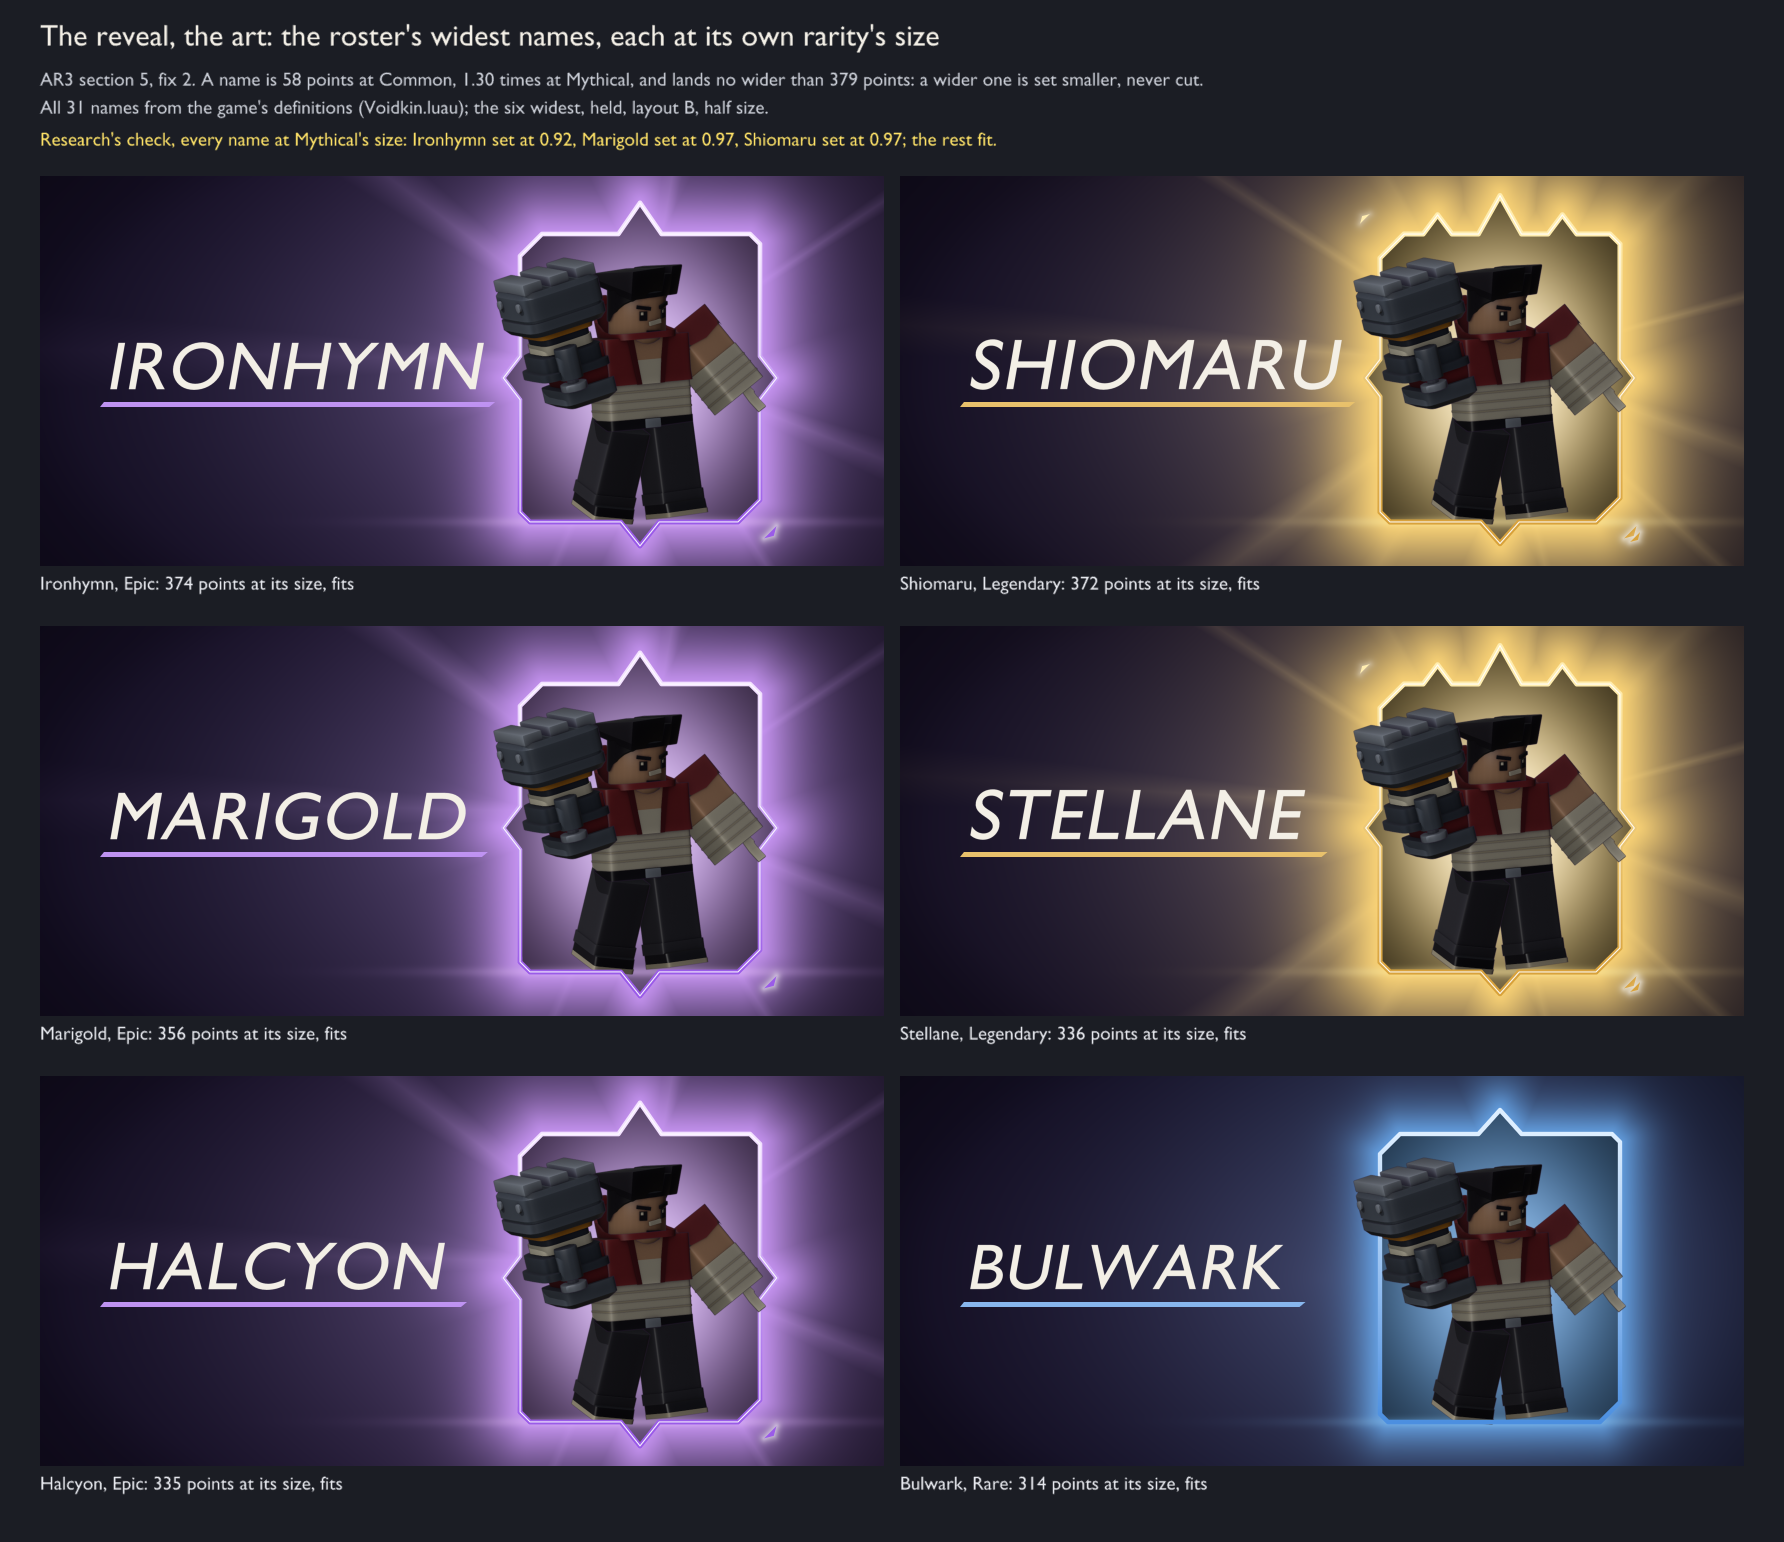 The reveal, the art: the roster's widest names, each at its own rarity's size
AR3 section 5, fix 2. A name is 58 points at Common, 1.30 times at Mythical, and lands no wider than 379 points: a wider one is set smaller, never cut.
All 31 names from the game's definitions (Voidkin.luau); the six widest, held, layout B, half size.
Research's check, every name at Mythical's size: Ironhymn set at 0.92, Marigold set at 0.97, Shiomaru set at 0.97; the rest fit.
IRONHYMN
SHIOMARU
Ironhymn, Epic: 374 points at its size, fits
Shiomaru, Legendary: 372 points at its size, fits
MARIGOLD
STELLANE
Marigold, Epic: 356 points at its size, fits
Stellane, Legendary: 336 points at its size, fits
HALCYON
BULWARK
Halcyon, Epic: 335 points at its size, fits
Bulwark, Rare: 314 points at its size, fits